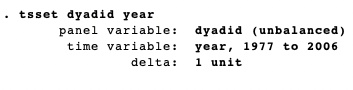 . tsset dyadid year
panel variable: dyadid (unbalanced)
time variable: year, 1977 to 2006
delta: 1 unit